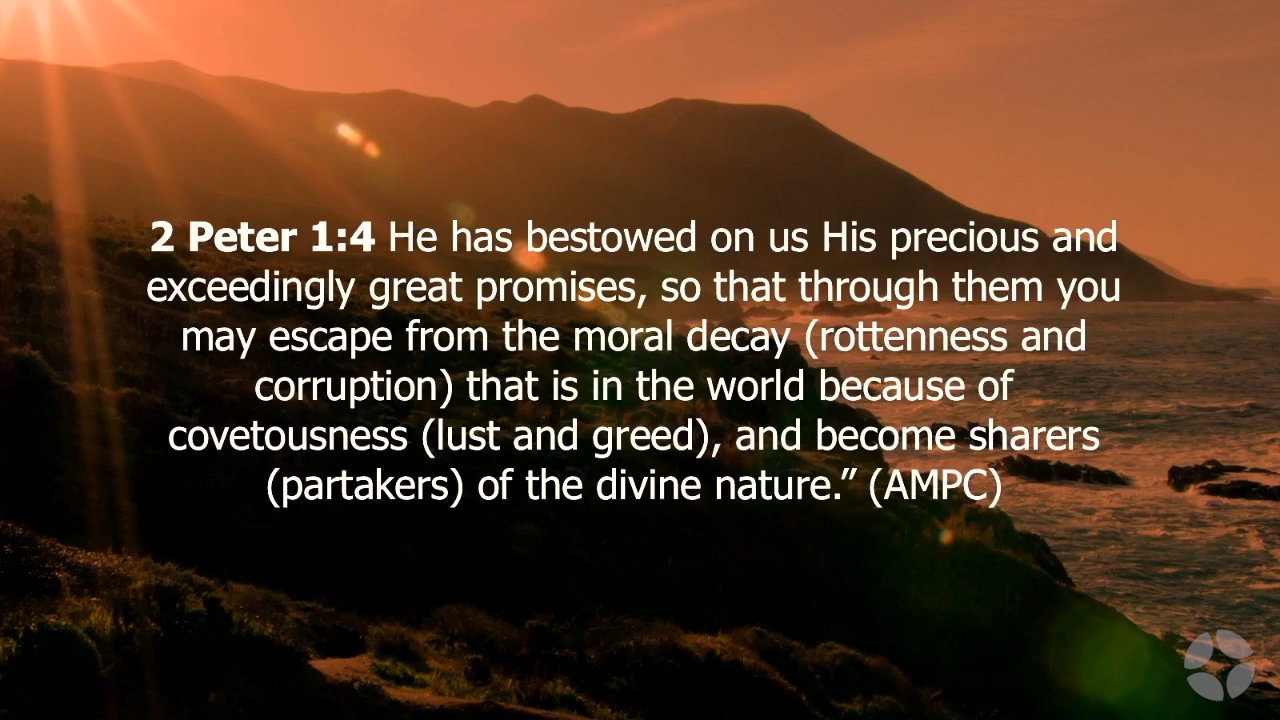 2 Peter 1:4 He has bestowed on us His precious and
exceedingly great promises, so that through them you
may escape from the moral decay (rottenness and
corruption) that is in the world because of
covetousness (lust and greed), and become sharers
(partakers) of the divine nature.” (AMPC)